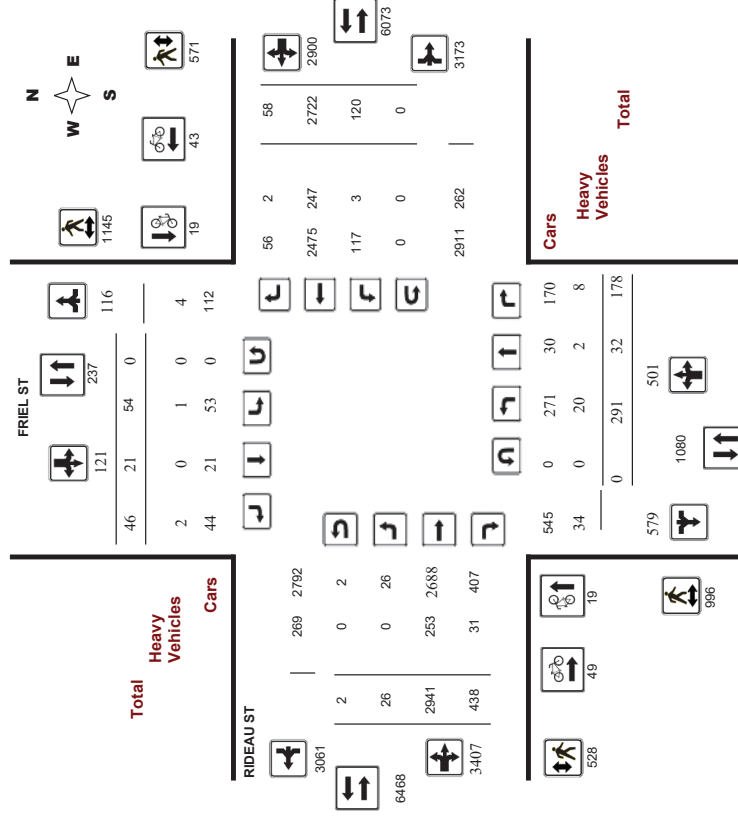 N
W E
S
1145
19
43
571
FRIEL ST
121
237
116
46 21 54 0
2 0 1 0 4
44 21 53 0 112
Total
Heavy
Vehicles
Cars
6073
2900
3173
56 2 58
2475 247 2722
117 3 120
0 0 0
2911 262
RIDEAU ST
3061
6468
3407
269 2792
2 0 2
26 0 26
2941 253 2688
438 31 407
Cars
Heavy
Vehicles
Total
545 0 271 30 170
34 0 20 2 8
0 291 32 178
579
1080
501
528
49
19
996